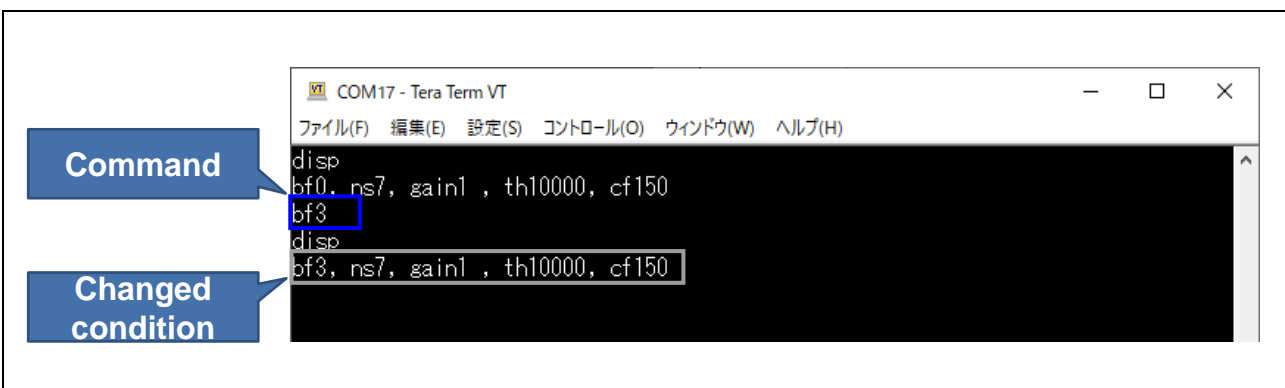 COM17 - Tera Term VT
ファイル(F) 編集(E) 設定(S) コントロール(O) ウィンドウ(W) ヘルプ(H)
Command
disp
bf0, ns7, gain1 , th10000, cf150
bf3
disp
bf3, ns7, gain1 , th10000, cf150
Changed
condition